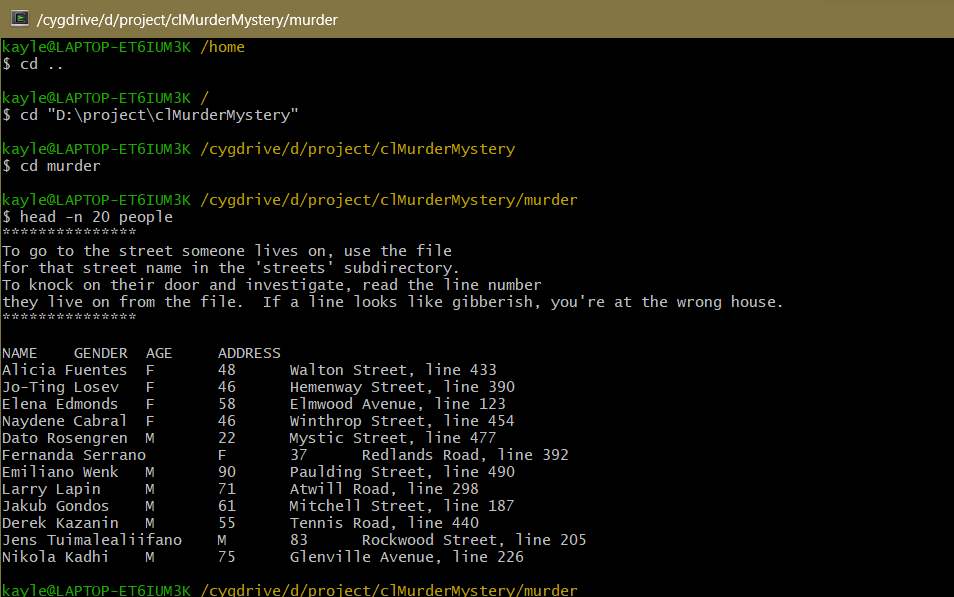 /cygdrive/d/project/clMurderMystery/murder
kayle@LAPTOP-ET6IUM3K /home
$ cd ..
kayle@LAPTOP-ET6IUM3K /
$ cd "D:\project\clMurderMystery"
kayle@LAPTOP-ET6IUM3K /cygdrive/d/project/clMurderMystery
$ cd murder
kayle@LAPTOP-ET6IUM3K /cygdrive/d/project/clMurderMystery/murder
$ head -n 20 people
***************
To go to the street someone lives on, use the file
for that street name in the 'streets' subdirectory.
To knock on their door and investigate, read the line number
they live on from the file.  If a line looks like gibberish, you're at the wrong house.
***************
NAME    GENDER  AGE     ADDRESS
Alicia Fuentes  F       48      Walton Street, line 433
Jo-Ting Losev   F       46      Hemenway Street, line 390
Elena Edmonds   F       58      Elmwood Avenue, line 123
Naydene Cabral  F       46      Winthrop Street, line 454
Dato Rosengren  M       22      Mystic Street, line 477
Fernanda Serrano        F       37      Redlands Road, line 392
Emiliano Wenk   M       90      Paulding Street, line 490
Larry Lapin     M       71      Atwill Road, line 298
Jakub Gondos    M       61      Mitchell Street, line 187
Derek Kazanin   M       55      Tennis Road, line 440
Jens Tuimalealiifano    M       83      Rockwood Street, line 205
Nikola Kadhi    M       75      Glenville Avenue, line 226
kayle@LAPTOP-ET6IUM3K /cygdrive/d/project/clMurderMystery/murder